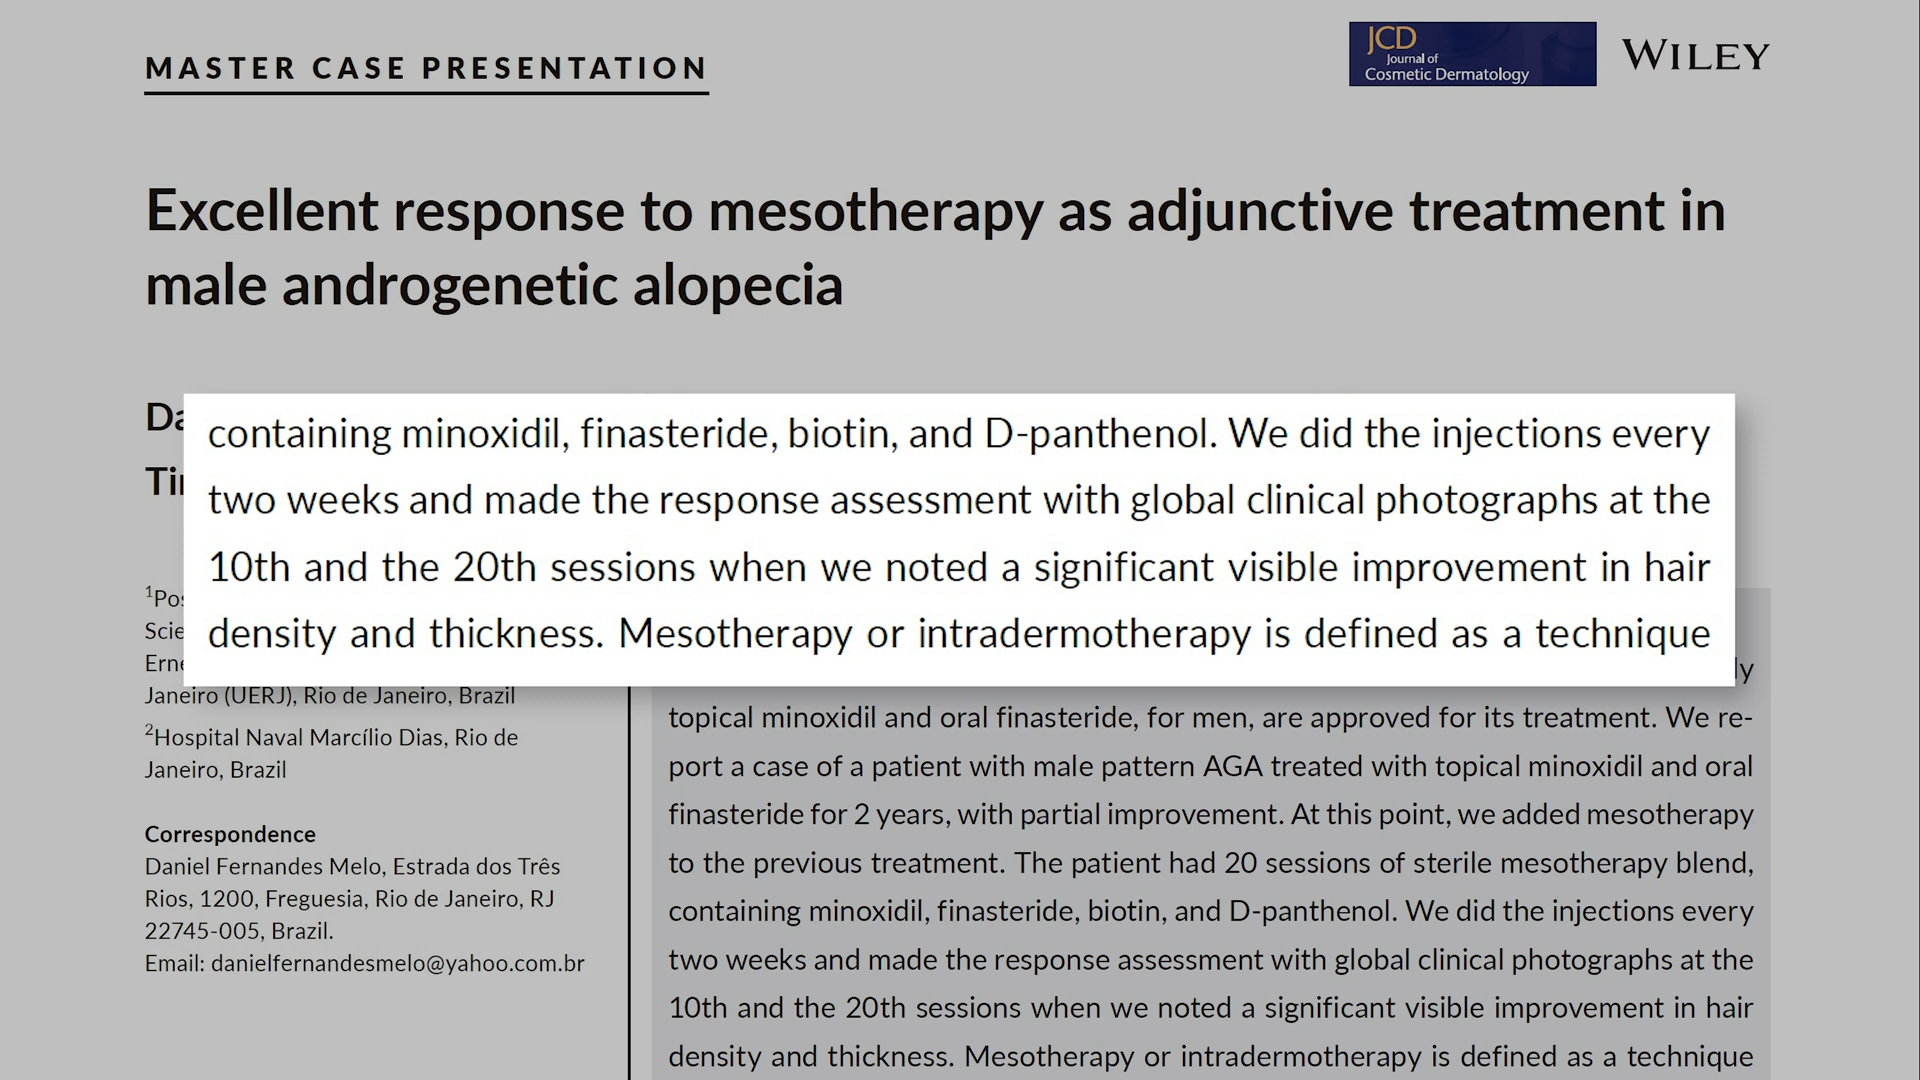 MASTER CASE PRESENTATION
JCD
Journal of
Cosmetic Dermatology
WILEY
Excellent response to mesotherapy as adjunctive treatment in
male androgenetic alopecia
containing minoxidil, finasteride, biotin, and D-panthenol. We did the injections every
two weeks and made the response assessment with global clinical photographs at the
10th and the 20th sessions when we noted a significant visible improvement in hair
density and thickness. Mesotherapy or intradermotherapy is defined as a technique
Janeiro (UERJ), Rio de Janeiro, Brazil
2Hospital Naval Marcílio Dias, Rio de
Janeiro, Brazil
Correspondence
Daniel Fernandes Melo, Estrada dos Três
Rios, 1200, Freguesia, Rio de Janeiro, RJ
22745-005, Brazil.
Email: danielfernandesmelo@yahoo.com.br
topical minoxidil and oral finasteride, for men, are approved for its treatment. We re-
port a case of a patient with male pattern AGA treated with topical minoxidil and oral
finasteride for 2 years, with partial improvement. At this point, we added mesotherapy
to the previous treatment. The patient had 20 sessions of sterile mesotherapy blend,
containing minoxidil, finasteride, biotin, and D-panthenol. We did the injections every
two weeks and made the response assessment with global clinical photographs at the
10th and the 20th sessions when we noted a significant visible improvement in hair
density and thickness. Mesotherapy or intradermotherapy is defined as a technique